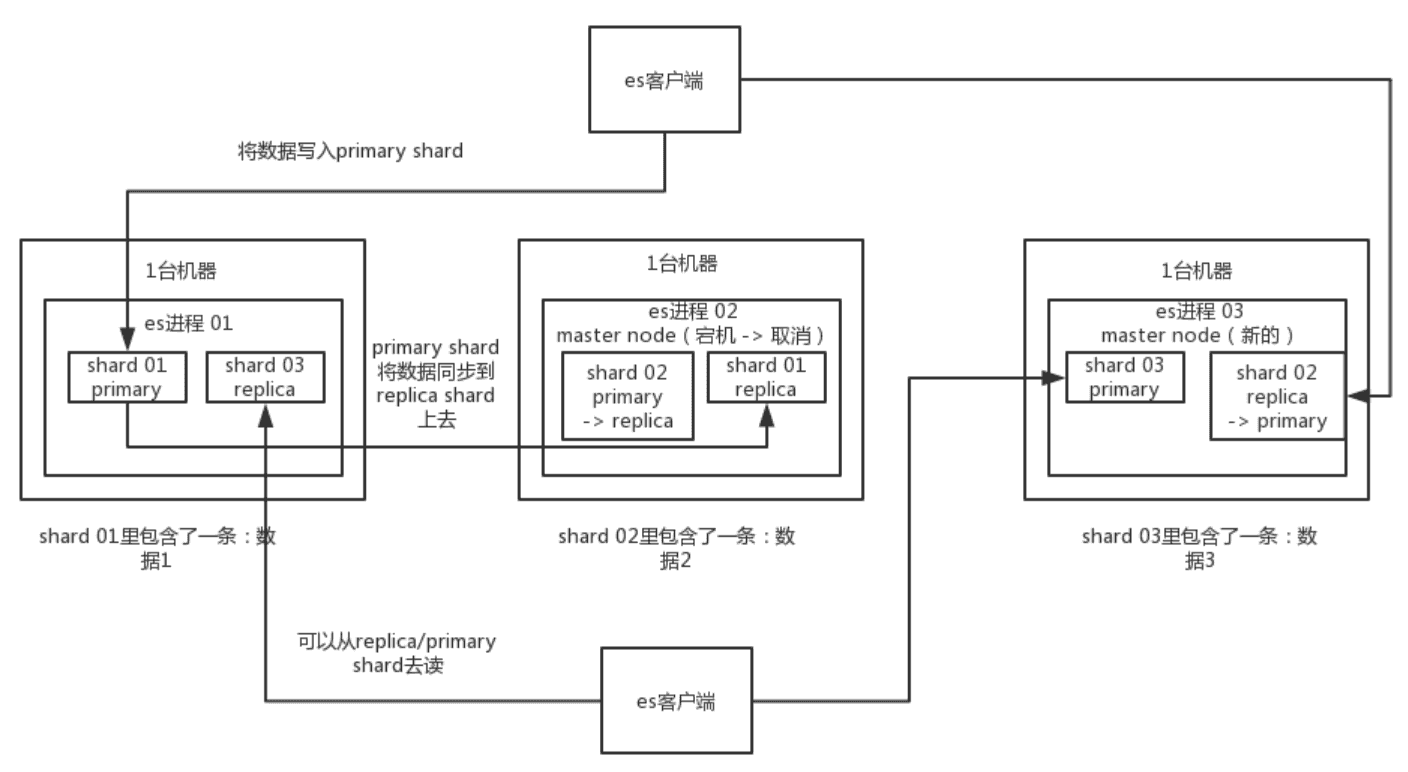 es客户端
将数据写入primary shard
1台机器
es进程 01
shard 01
primary
shard 03
replica
primary shard
将数据同步到
replica shard
上去
1台机器
es进程 02
master node（宕机 -> 取消）
shard 02
primary
-> replica
shard 01
replica
1台机器
es进程 03
master node（新的）
shard 03
primary
shard 02
replica
-> primary
shard 01里包含了一条：数
据1
shard 02里包含了一条：数
据2
shard 03里包含了一条：数
据3
可以从replica/primary
shard去读
es客户端